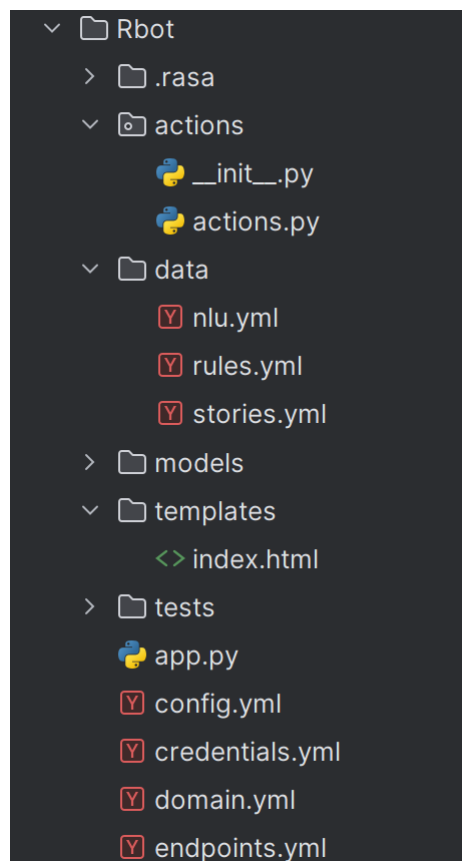 Rbot
.rasa
actions
__init__.py
actions.py
data
nlu.yml
rules.yml
stories.yml
models
templates
index.html
tests
app.py
config.yml
credentials.yml
domain.yml
endpoints.yml